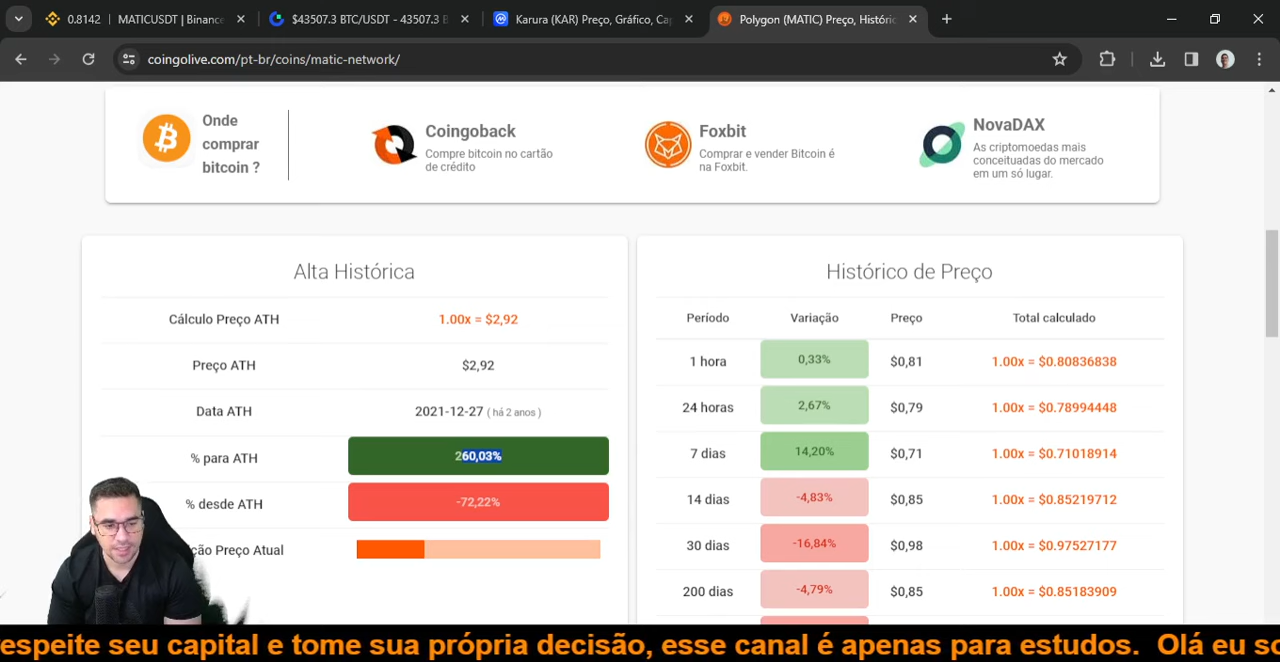 0.8142 | MATICUSDT | Binance
$43507.3 BTC/USDT - 43507.3 B
Karura (KAR) Preço, Gráfico, Ca
Polygon (MATIC) Preço, Históric
coingolive.com/pt-br/coins/matic-network/
Onde
comprar
bitcoin ?
Coingoback
Compre bitcoin no cartão
de crédito
Foxbit
Comprar e vender Bitcoin é
na Foxbit.
NovaDAX
As criptomoedas mais
conceituadas do mercado
em um só lugar.
Alta Histórica
Cálculo Preço ATH 1.00x = $2,92
Preço ATH $2,92
Data ATH 2021-12-27 ( há 2 anos )
% para ATH 260,03%
% desde ATH -72,22%
ção Preço Atual
Histórico de Preço
Período Variação Preço Total calculado
1 hora 0,33% $0,81 1.00x = $0.80836838
24 horas 2,67% $0,79 1.00x = $0.78994448
7 dias 14,20% $0,71 1.00x = $0.71018914
14 dias -4,83% $0,85 1.00x = $0.85219712
30 dias -16,84% $0,98 1.00x = $0.97527177
200 dias -4,79% $0,85 1.00x = $0.85183909
espeite seu capital e tome sua própria decisão, esse canal é apenas para estudos. Olá eu so